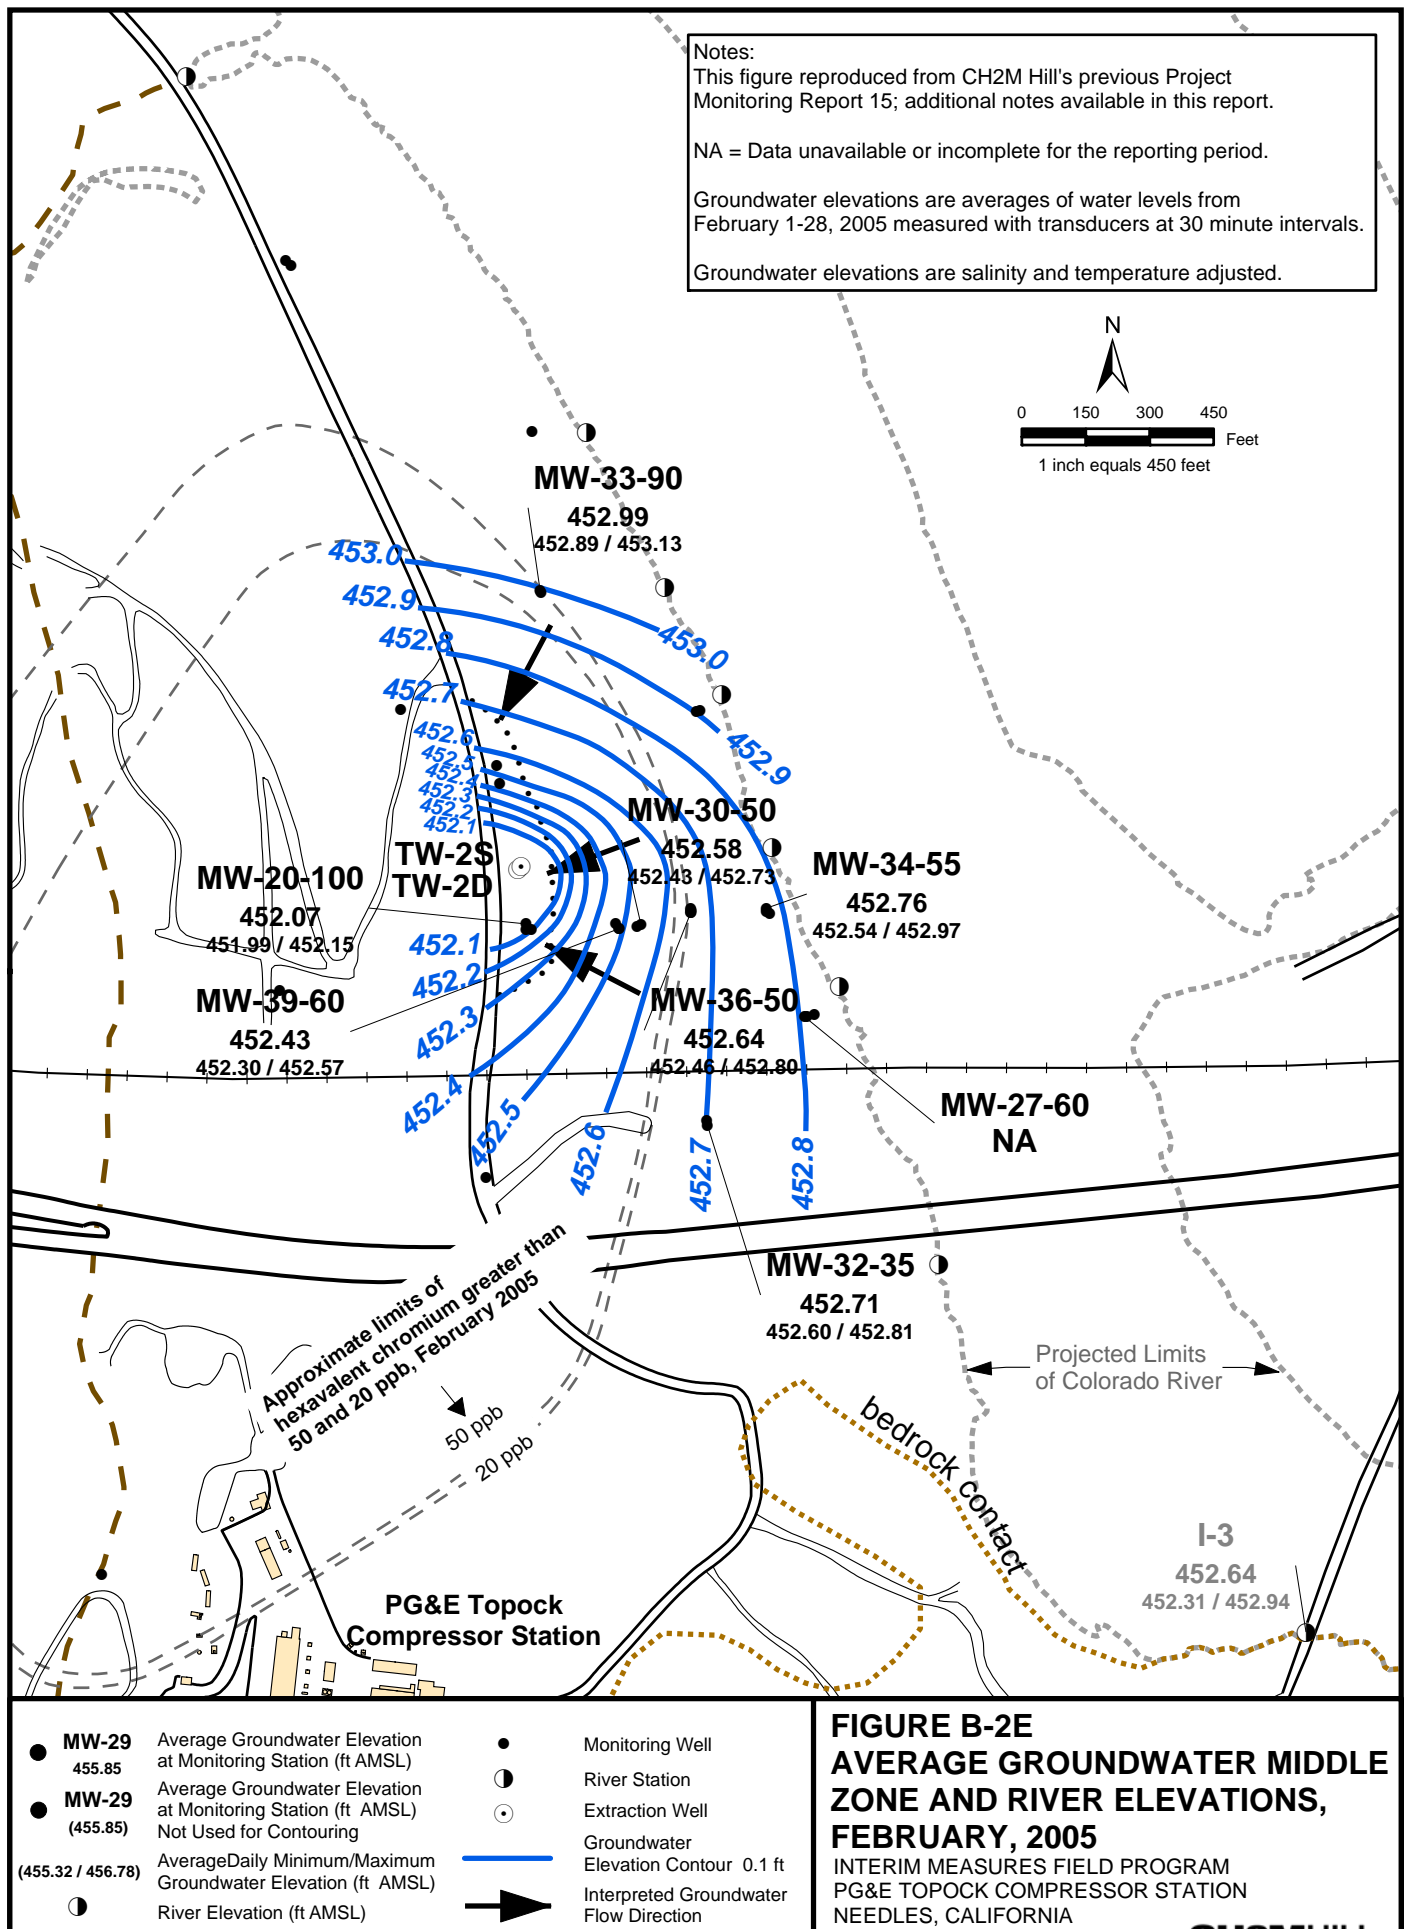 Notes:
This figure reproduced from CH2M Hill's previous Project
Monitoring Report 15; additional notes available in this report.
NA = Data unavailable or incomplete for the reporting period.
Groundwater elevations are averages of water levels from
February 1-28, 2005 measured with transducers at 30 minute intervals.
Groundwater elevations are salinity and temperature adjusted.
N
0 150 300 450
Feet
1 inch equals 450 feet
MW-33-90
452.99
452.89 / 453.13
453.0
452.9
452.8
452.7
452.6
452.5
452.4
452.3
452.2
452.1
453.0
452.9
MW-30-50
452.58
452.43 / 452.73
TW-2S
TW-2D
MW-20-100
452.07
451.99 / 452.15
MW-34-55
452.76
452.54 / 452.97
452.1
452.2
452.3
452.4
452.5
452.6
452.7
452.8
MW-39-60
452.43
452.30 / 452.57
MW-36-50
452.64
452.46 / 452.80
MW-27-60
NA
MW-32-35
452.71
452.60 / 452.81
Approximate limits of
hexavalent chromium greater than
50 and 20 ppb, February 2005
50 ppb
20 ppb
Projected Limits
of Colorado River
bedrock contact
I-3
452.64
452.31 / 452.94
PG&E Topock
Compressor Station
MW-29
455.85
Average Groundwater Elevation
at Monitoring Station (ft AMSL)
MW-29
(455.85)
Average Groundwater Elevation
at Monitoring Station (ft AMSL)
Not Used for Contouring
(455.32 / 456.78)
AverageDaily Minimum/Maximum
Groundwater Elevation (ft AMSL)
River Elevation (ft AMSL)
Monitoring Well
River Station
Extraction Well
Groundwater
Elevation Contour 0.1 ft
Interpreted Groundwater
Flow Direction
FIGURE B-2E
AVERAGE GROUNDWATER MIDDLE
ZONE AND RIVER ELEVATIONS,
FEBRUARY, 2005
INTERIM MEASURES FIELD PROGRAM
PG&E TOPOCK COMPRESSOR STATION
NEEDLES, CALIFORNIA